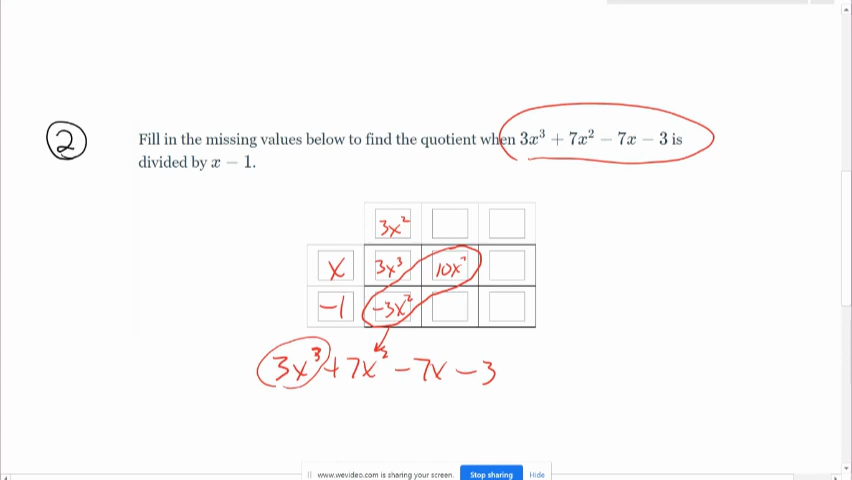 2
Fill in the missing values below to find the quotient when 3x³ + 7x² − 7x − 3 is
divided by x − 1.
3x²
x 3x³ 10x²
−1 −3x²
3x³ + 7x² − 7x − 3
|| www.wevideo.com is sharing your screen. Stop sharing Hide